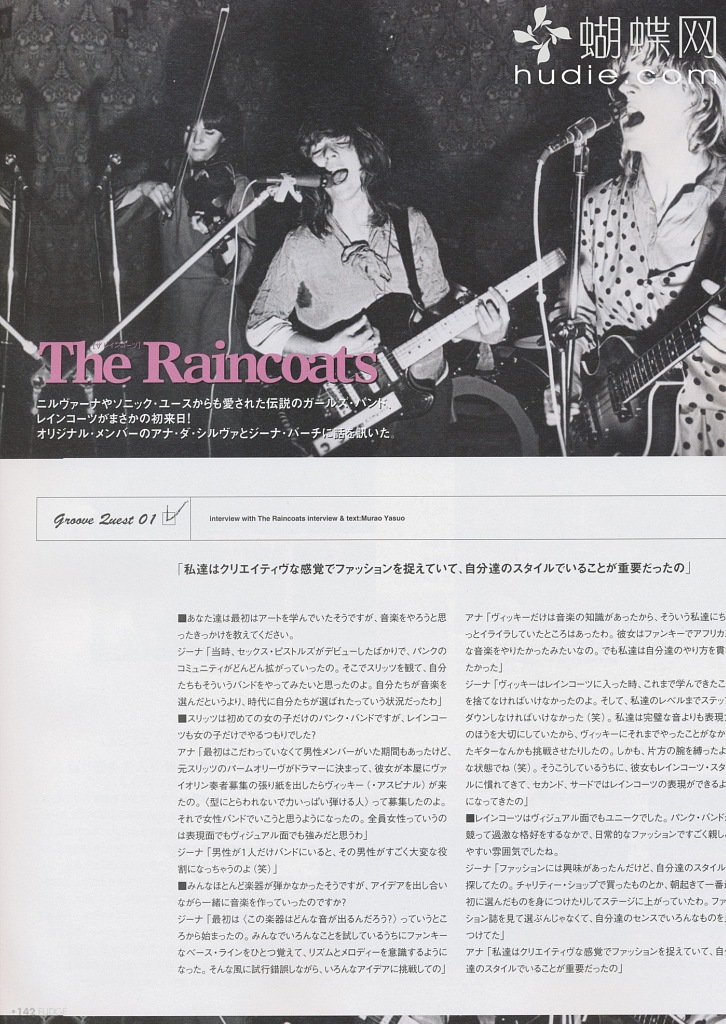 蝴蝶网
hudie.com
The Raincoats
ニルヴァーナやソニック・ユースからも愛された伝説のガールズ・バンド、
レインコーツがまさかの初来日!
オリジナル・メンバーのアナ・ダ・シルヴァとジーナ・バーチに話を訊いた。
Groove Quest 01
Interview with The Raincoats interview & text:Murao Yasuo
「私達はクリエイティヴな感覚でファッションを捉えていて、自分達のスタイルでいることが重要だったの」
■あなた達は最初はアートを学んでいたそうですが、音楽をやろうと思
ったきっかけを教えてください。
ジーナ「当時、セックス・ピストルズがデビューしたばかりで、パンクの
コミュニティがどんどん拡がっていったの。そこでスリッツを観て、自分
たちもそういうバンドをやってみたいと思ったのよ。自分たちが音楽を
選んだというより、時代に自分たちが選ばれたっていう状況だったわ」
■スリッツは初めての女の子だけのパンク・バンドですが、レインコー
ツも女の子だけでやるつもりでした?
アナ「最初はこだわっていなくて男性メンバーがいた期間もあったけど、
元スリッツのパームオリーヴがドラマーに決まって、彼女が本屋にヴァ
イオリン奏者募集の張り紙を出したらヴィッキー(・アスピナル)が来
たの。〈型にとらわれないで力いっぱい弾ける人〉って募集したのよ。
それで女性バンドでいこうと思うようになったの。全員女性っていうの
は表現面でもヴィジュアル面でも強みだと思うわ」
ジーナ「男性が1人だけバンドにいると、その男性がすごく大変な役
割になっちゃうのよ(笑)」
■みんなほとんど楽器が弾かなかったそうですが、アイデアを出し合い
ながら一緒に音楽を作っていったのですか?
ジーナ「最初は〈この楽器はどんな音が出るんだろう?〉っていうとこ
ろから始まったの。みんなでいろんなことを試しているうちにファンキー
なベース・ラインをひとつ覚えて、リズムとメロディーを意識するように
なった。そんな風に試行錯誤しながら、いろんなアイデアに挑戦しての」
アナ「ヴィッキーだけは音楽の知識があったから、そういう私達にち
っとイライラしていたところはあったわ。彼女はファンキーでアフリカ
な音楽をやりたかったみたいなの。でも私達は自分達のやり方を貫
たかった」
ジーナ「ヴィッキーはレインコーツに入った時、これまで学んできたこ
を捨てなければいけなかったのよ。そして、私達のレベルまでステップ
ダウンしなければいけなかった(笑)。私達は完璧な音よりも表現
のほうを大切にしていたから、ヴィッキーにそれまでやったことがなか
たギターなんかも挑戦させたりしたの。しかも、片方の腕を縛ったよ
な状態でね(笑)。そうこうしているうちに、彼女もレインコーツ・スタ
ルに慣れてきて、セカンド、サードではレインコーツの表現ができるよ
になってきたの」
■レインコーツはヴィジュアル面でもユニークでした。パンク・バンド
競って過激な格好をするなかで、日常的なファッションですごく親し
やすい雰囲気でしたね。
ジーナ「ファッションには興味があったんだけど、自分達のスタイル
探してたの。チャリティー・ショップで買ったものとか、朝起きて一番
初に選んだものを身につけたりしてステージに上がっていたわ。ファ
ション誌を見て選ぶんじゃなくて、自分達のセンスでいろんなものを
つけてた」
アナ「私達はクリエイティヴな感覚でファッションを捉えていて、自
達のスタイルでいることが重要だったの」
•142 FUDGE